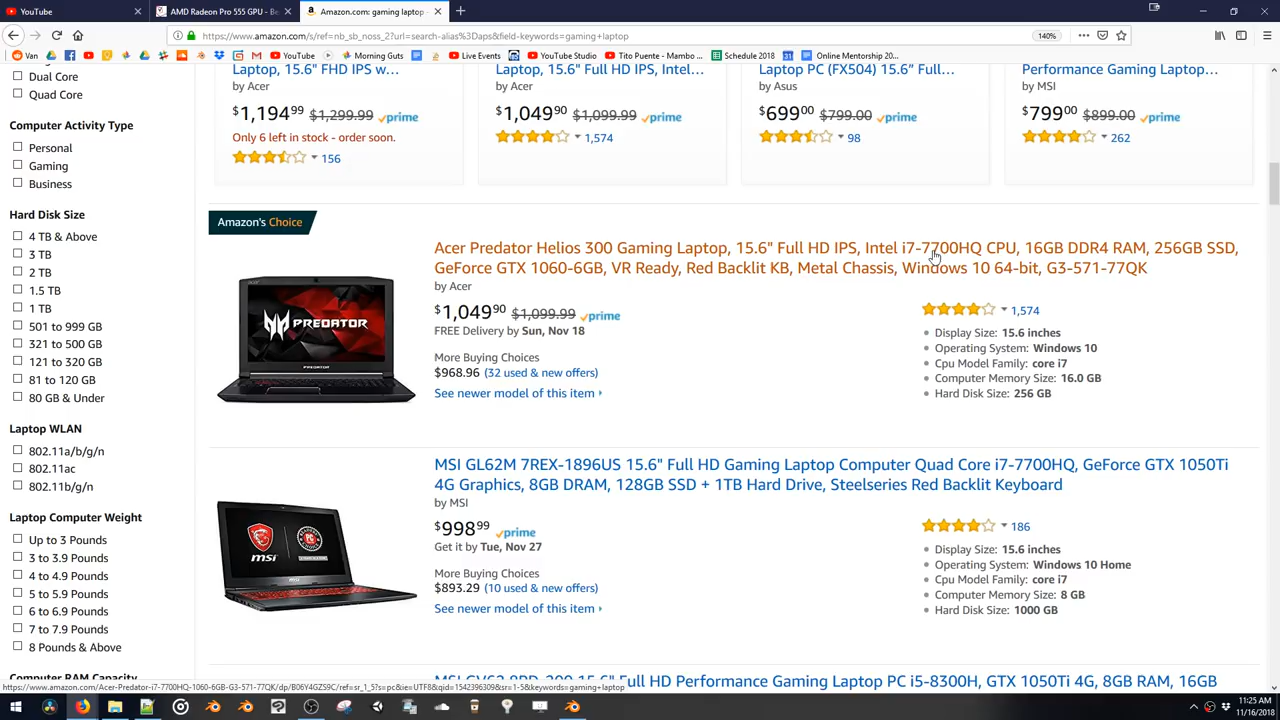 YouTube
AMD Radeon Pro 555 GPU - Be
Amazon.com: gaming laptop -
https://www.amazon.com/s/ref=nb_sb_noss_2?url=search-alias%3Daps&field-keywords=gaming+laptop
140%
Van
YouTube
Morning Guts
Live Events
YouTube Studio
Tito Puente - Mambo ...
Schedule 2018
Online Mentorship 20...
Dual Core
Quad Core
Computer Activity Type
Personal
Gaming
Business
Hard Disk Size
4 TB & Above
3 TB
2 TB
1.5 TB
1 TB
501 to 999 GB
321 to 500 GB
121 to 320 GB
81 to 120 GB
80 GB & Under
Laptop WLAN
802.11a/b/g/n
802.11ac
802.11b/g/n
Laptop Computer Weight
Up to 3 Pounds
3 to 3.9 Pounds
4 to 4.9 Pounds
5 to 5.9 Pounds
6 to 6.9 Pounds
7 to 7.9 Pounds
8 Pounds & Above
Computer RAM Capacity
Laptop, 15.6" FHD IPS w...
by Acer
$1,194 99 $1,299.99 prime
Only 6 left in stock - order soon.
156
Laptop, 15.6" Full HD IPS, Intel...
by Acer
$1,049 90 $1,099.99 prime
1,574
Laptop PC (FX504) 15.6" Full...
by Asus
$699 00 $799.00 prime
98
Performance Gaming Laptop...
by MSI
$799 00 $899.00 prime
262
Amazon's Choice
Acer Predator Helios 300 Gaming Laptop, 15.6" Full HD IPS, Intel i7-7700HQ CPU, 16GB DDR4 RAM, 256GB SSD,
GeForce GTX 1060-6GB, VR Ready, Red Backlit KB, Metal Chassis, Windows 10 64-bit, G3-571-77QK
by Acer
PREDATOR
$1,049 90 $1,099.99 prime
FREE Delivery by Sun, Nov 18
More Buying Choices
$968.96 (32 used & new offers)
See newer model of this item
1,574
Display Size: 15.6 inches
Operating System: Windows 10
Cpu Model Family: core i7
Computer Memory Size: 16.0 GB
Hard Disk Size: 256 GB
MSI GL62M 7REX-1896US 15.6" Full HD Gaming Laptop Computer Quad Core i7-7700HQ, GeForce GTX 1050Ti
4G Graphics, 8GB DRAM, 128GB SSD + 1TB Hard Drive, Steelseries Red Backlit Keyboard
by MSI
msi
$998 99 prime
Get it by Tue, Nov 27
More Buying Choices
$893.29 (10 used & new offers)
See newer model of this item
186
Display Size: 15.6 inches
Operating System: Windows 10 Home
Cpu Model Family: core i7
Computer Memory Size: 8 GB
Hard Disk Size: 1000 GB
MSI GV62 8RD-200 15.6" Full HD Performance Gaming Laptop PC i5-8300H, GTX 1050Ti 4G, 8GB RAM, 16GB
https://www.amazon.com/Acer-Predator-i7-7700HQ-1060-6GB-G3-571-77QK/dp/B06Y4GZS9C/ref=sr_1_5?s=pc&ie=UTF8&qid=1542396309&sr=1-5&keywords=gaming+laptop
11:25 AM
11/16/2018